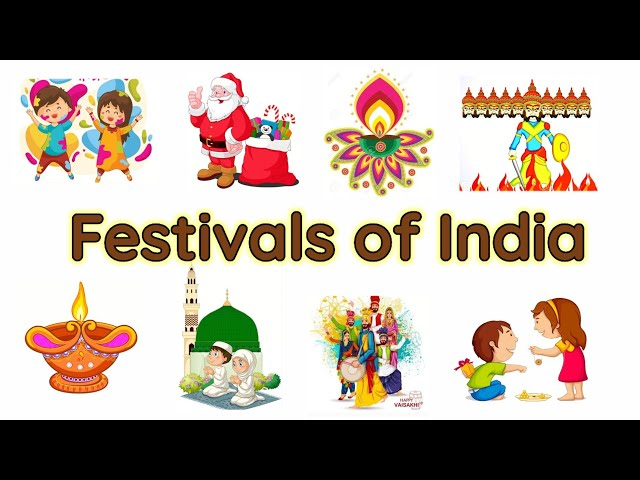 Festivals of India
HAPPY
VAISAKHI